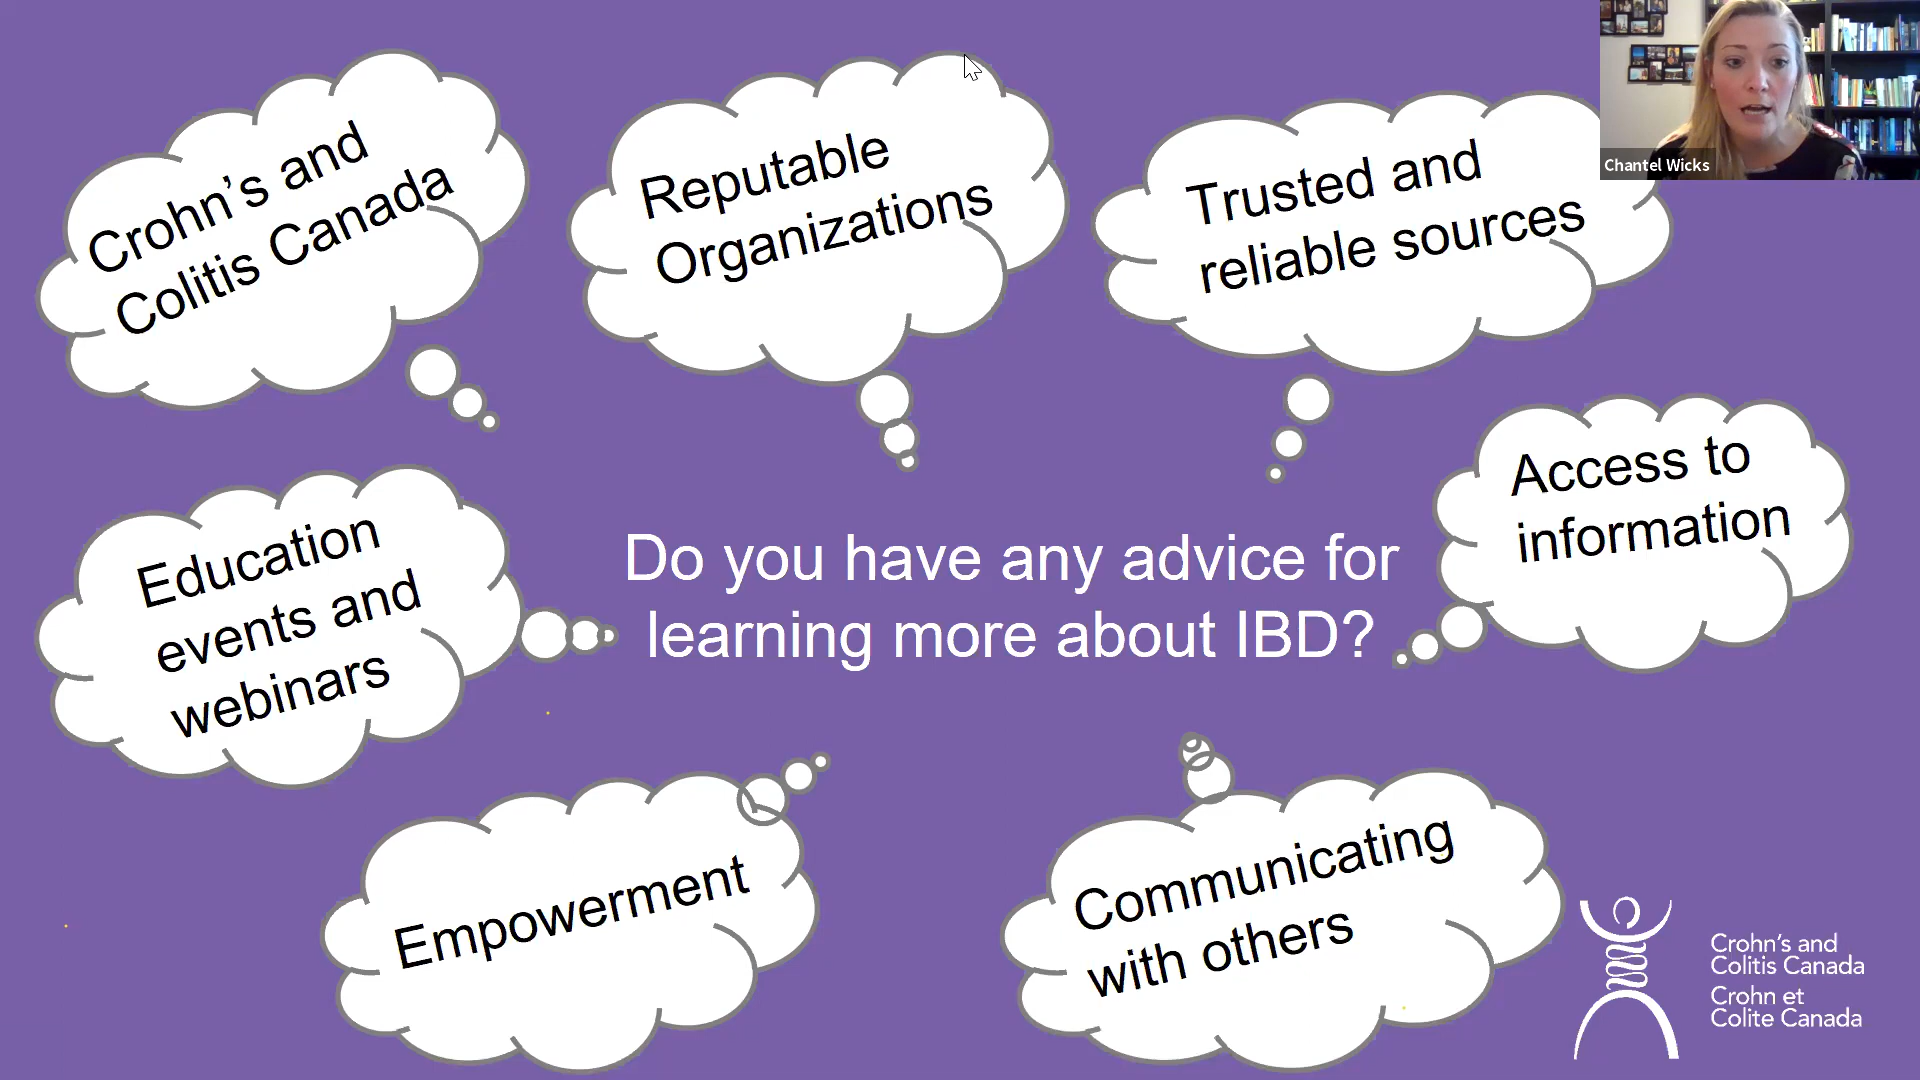 Crohn's and
Colitis Canada
Reputable
Organizations
Trusted and
reliable sources
Chantel Wicks
Access to
information
Education
events and
webinars
Do you have any advice for
learning more about IBD?
Empowerment
Communicating
with others
Crohn's and
Colitis Canada
Crohn et
Colite Canada